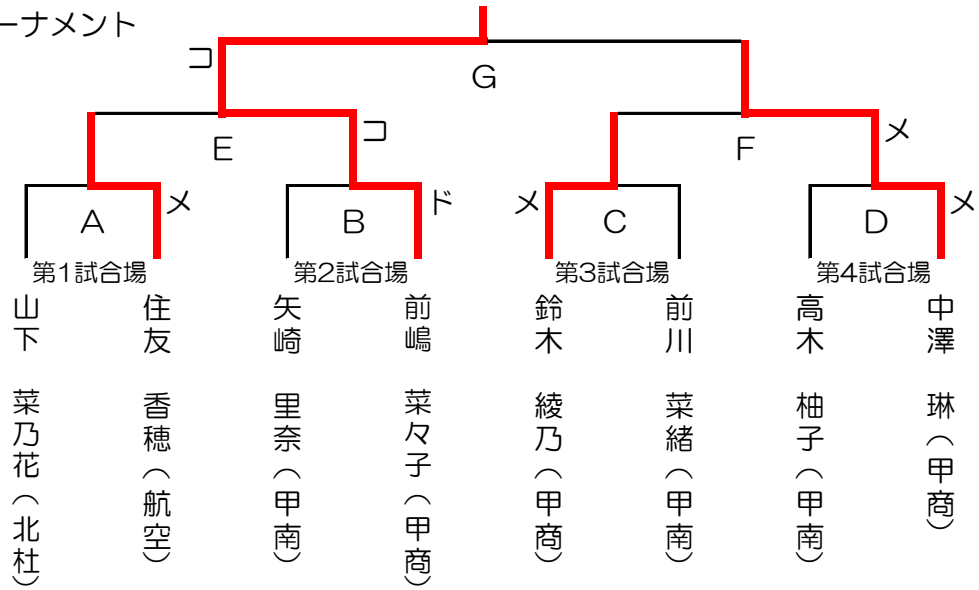 ーナメント
コ
G
コ
メ
E
F
メ
ド
メ
メ
A
B
C
D
第1試合場
第2試合場
第3試合場
第4試合場
山下 菜乃花(北杜)
住友 香穂(航空)
矢崎 里奈(甲南)
前嶋 菜々子(甲商)
鈴木 綾乃(甲商)
前川 菜緒(甲南)
高木 柚子(甲南)
中澤 琳(甲商)